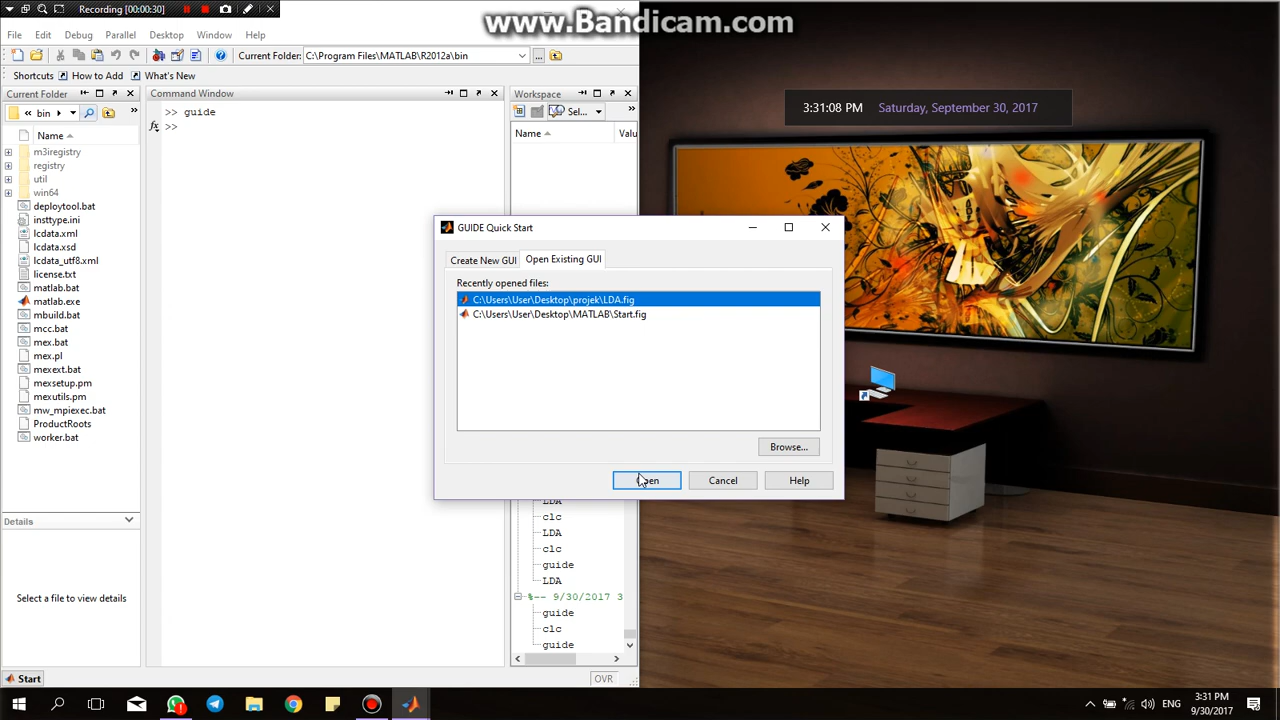 Recording [00:00:30]
www.Bandicam.com
File Edit Debug Parallel Desktop Window Help
Current Folder: C:\Program Files\MATLAB\R2012a\bin
Shortcuts How to Add What's New
Current Folder
Command Window
Workspace
3:31:08 PM Saturday, September 30, 2017
« bin
>> guide
Sel...
fx >>
Name
Name
Valu
m3iregistry
registry
util
win64
deploytool.bat
insttype.ini
lcdata.xml
lcdata.xsd
lcdata_utf8.xml
license.txt
matlab.bat
matlab.exe
mbuild.bat
mcc.bat
mex.bat
mex.pl
mexext.bat
mexsetup.pm
mexutils.pm
mw_mpiexec.bat
ProductRoots
worker.bat
GUIDE Quick Start
Create New GUI Open Existing GUI
Recently opened files:
C:\Users\User\Desktop\projek\LDA.fig
C:\Users\User\Desktop\MATLAB\Start.fig
Browse...
Open Cancel Help
LDA
clc
LDA
clc
guide
LDA
%-- 9/30/2017 3
guide
clc
guide
Details
Select a file to view details
Start
OVR
ENG
3:31 PM
9/30/2017